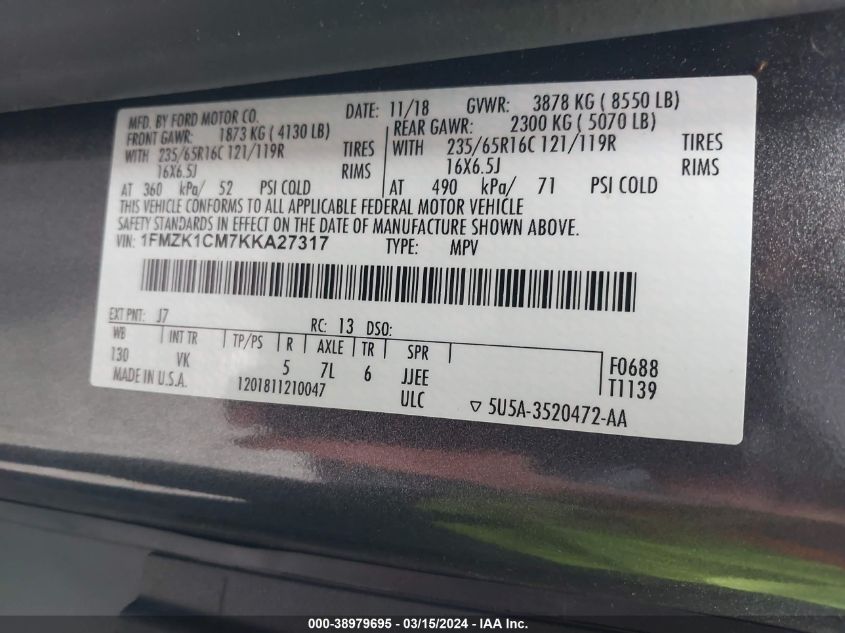 MFD. BY FORD MOTOR CO. DATE: 11/18 GVWR: 3878 KG ( 8550 LB)
FRONT GAWR: 1873 KG ( 4130 LB) REAR GAWR: 2300 KG ( 5070 LB)
WITH 235/65R16C 121/119R TIRES WITH 235/65R16C 121/119R TIRES
16X6.5J RIMS 16X6.5J RIMS
AT 360 kPa/ 52 PSI COLD AT 490 kPa/ 71 PSI COLD
THIS VEHICLE CONFORMS TO ALL APPLICABLE FEDERAL MOTOR VEHICLE
SAFETY STANDARDS IN EFFECT ON THE DATE OF MANUFACTURE SHOWN ABOVE.
VIN: 1FMZK1CM7KKA27317 TYPE: MPV
EXT PNT: J7 RC: 13 DSO:
WB INT TR TP/PS R AXLE TR SPR
130 VK 5 7L 6 JJEE F0688
MADE IN U.S.A. 1201811210047 ULC T1139
▽ 5U5A-3520472-AA
000-38979695 - 03/15/2024 - IAA Inc.